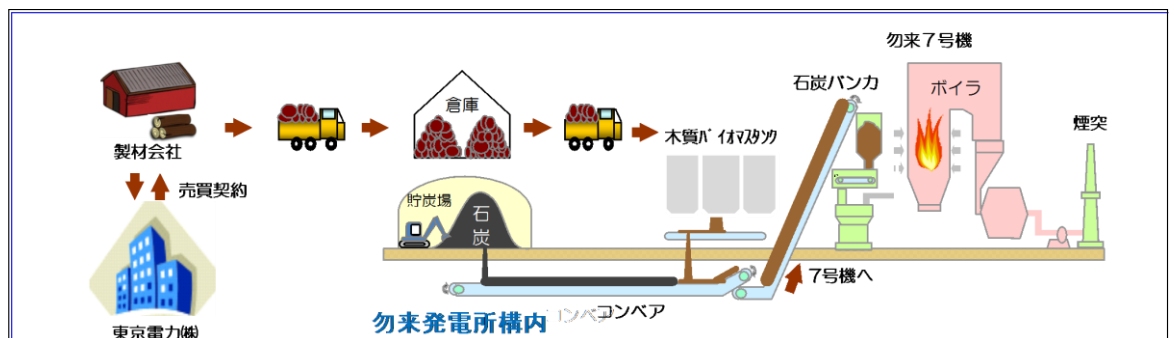 勿来7号機
ボイラ
石炭バンカ
煙突
倉庫
木質ﾊﾞｲｵﾏｽﾀﾝｸ
製材会社
売買契約
貯炭場
石
炭
7号機へ
コンベア
勿来発電所構内
東京電力㈱